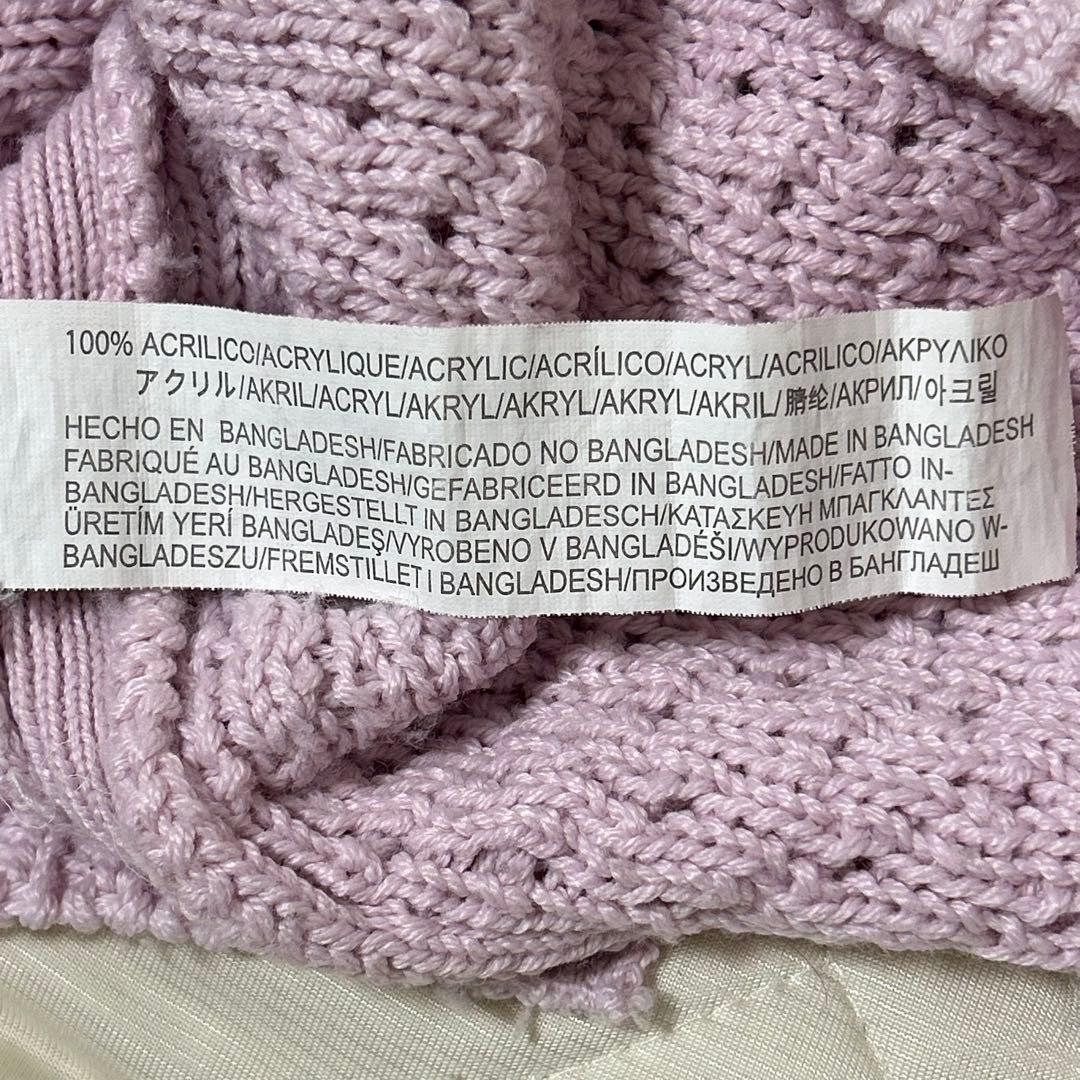 100% ACRILICO/ACRYLIQUE/ACRYLIC/ACRÍLICO/ACRYL/ACRILICO/ΑΚΡΥΛΙΚΟ
アクリル/AKRIL/ACRYL/AKRYL/AKRYL/AKRYL/AKRIL/腈纶/АКРИЛ/아크릴
HECHO EN BANGLADESH/FABRICADO NO BANGLADESH/MADE IN BANGLADESH
FABRIQUÉ AU BANGLADESH/GEFABRICEERD IN BANGLADESH/FATTO IN-
BANGLADESH/HERGESTELLT IN BANGLADESCH/ΚΑΤΑΣΚΕΥΗ ΜΠΑΓΚΛΑΝΤΕΣ
ÜRETİM YERİ BANGLADEŞ/VYROBENO V BANGLADÉŠI/WYPRODUKOWANO W-
BANGLADESZU/FREMSTILLET I BANGLADESH/ПРОИЗВЕДЕНО В БАНГЛАДЕШ